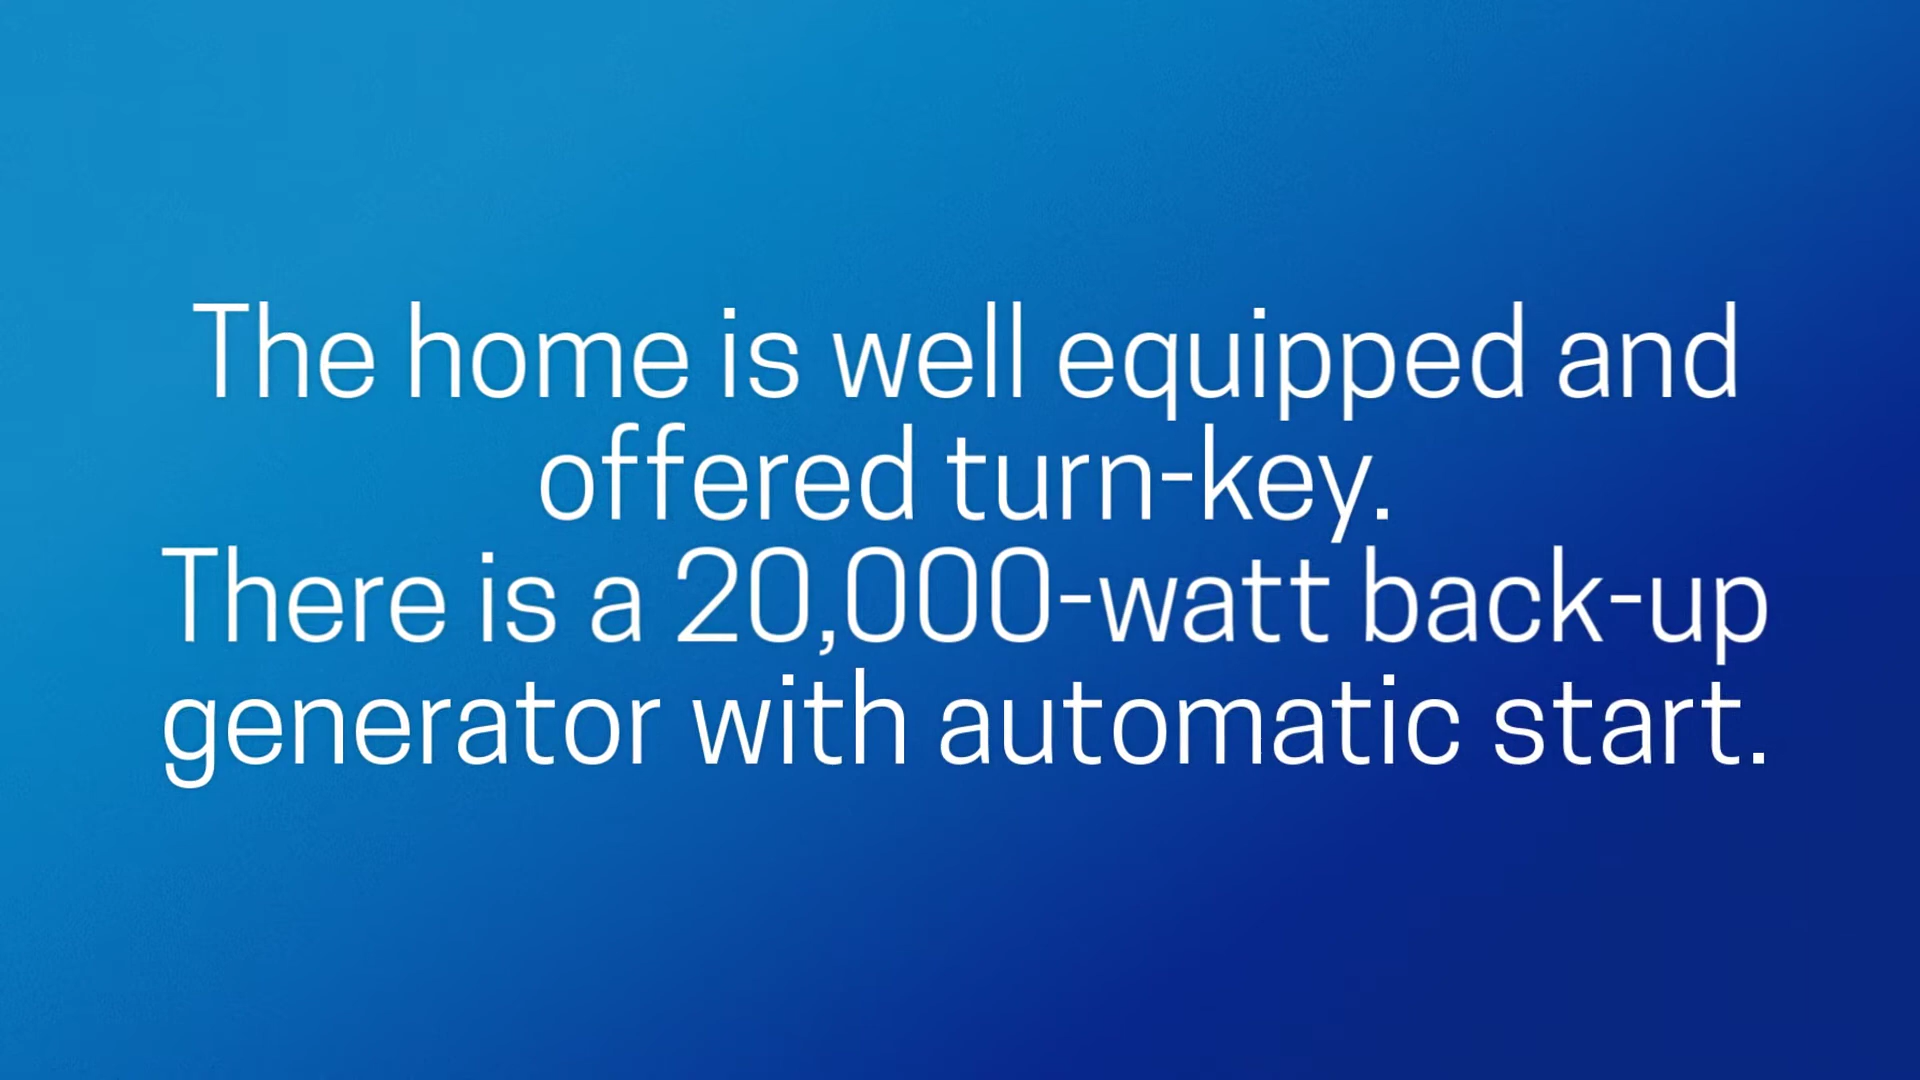 The home is well equipped and
offered turn-key.
There is a 20,000-watt back-up
generator with automatic start.